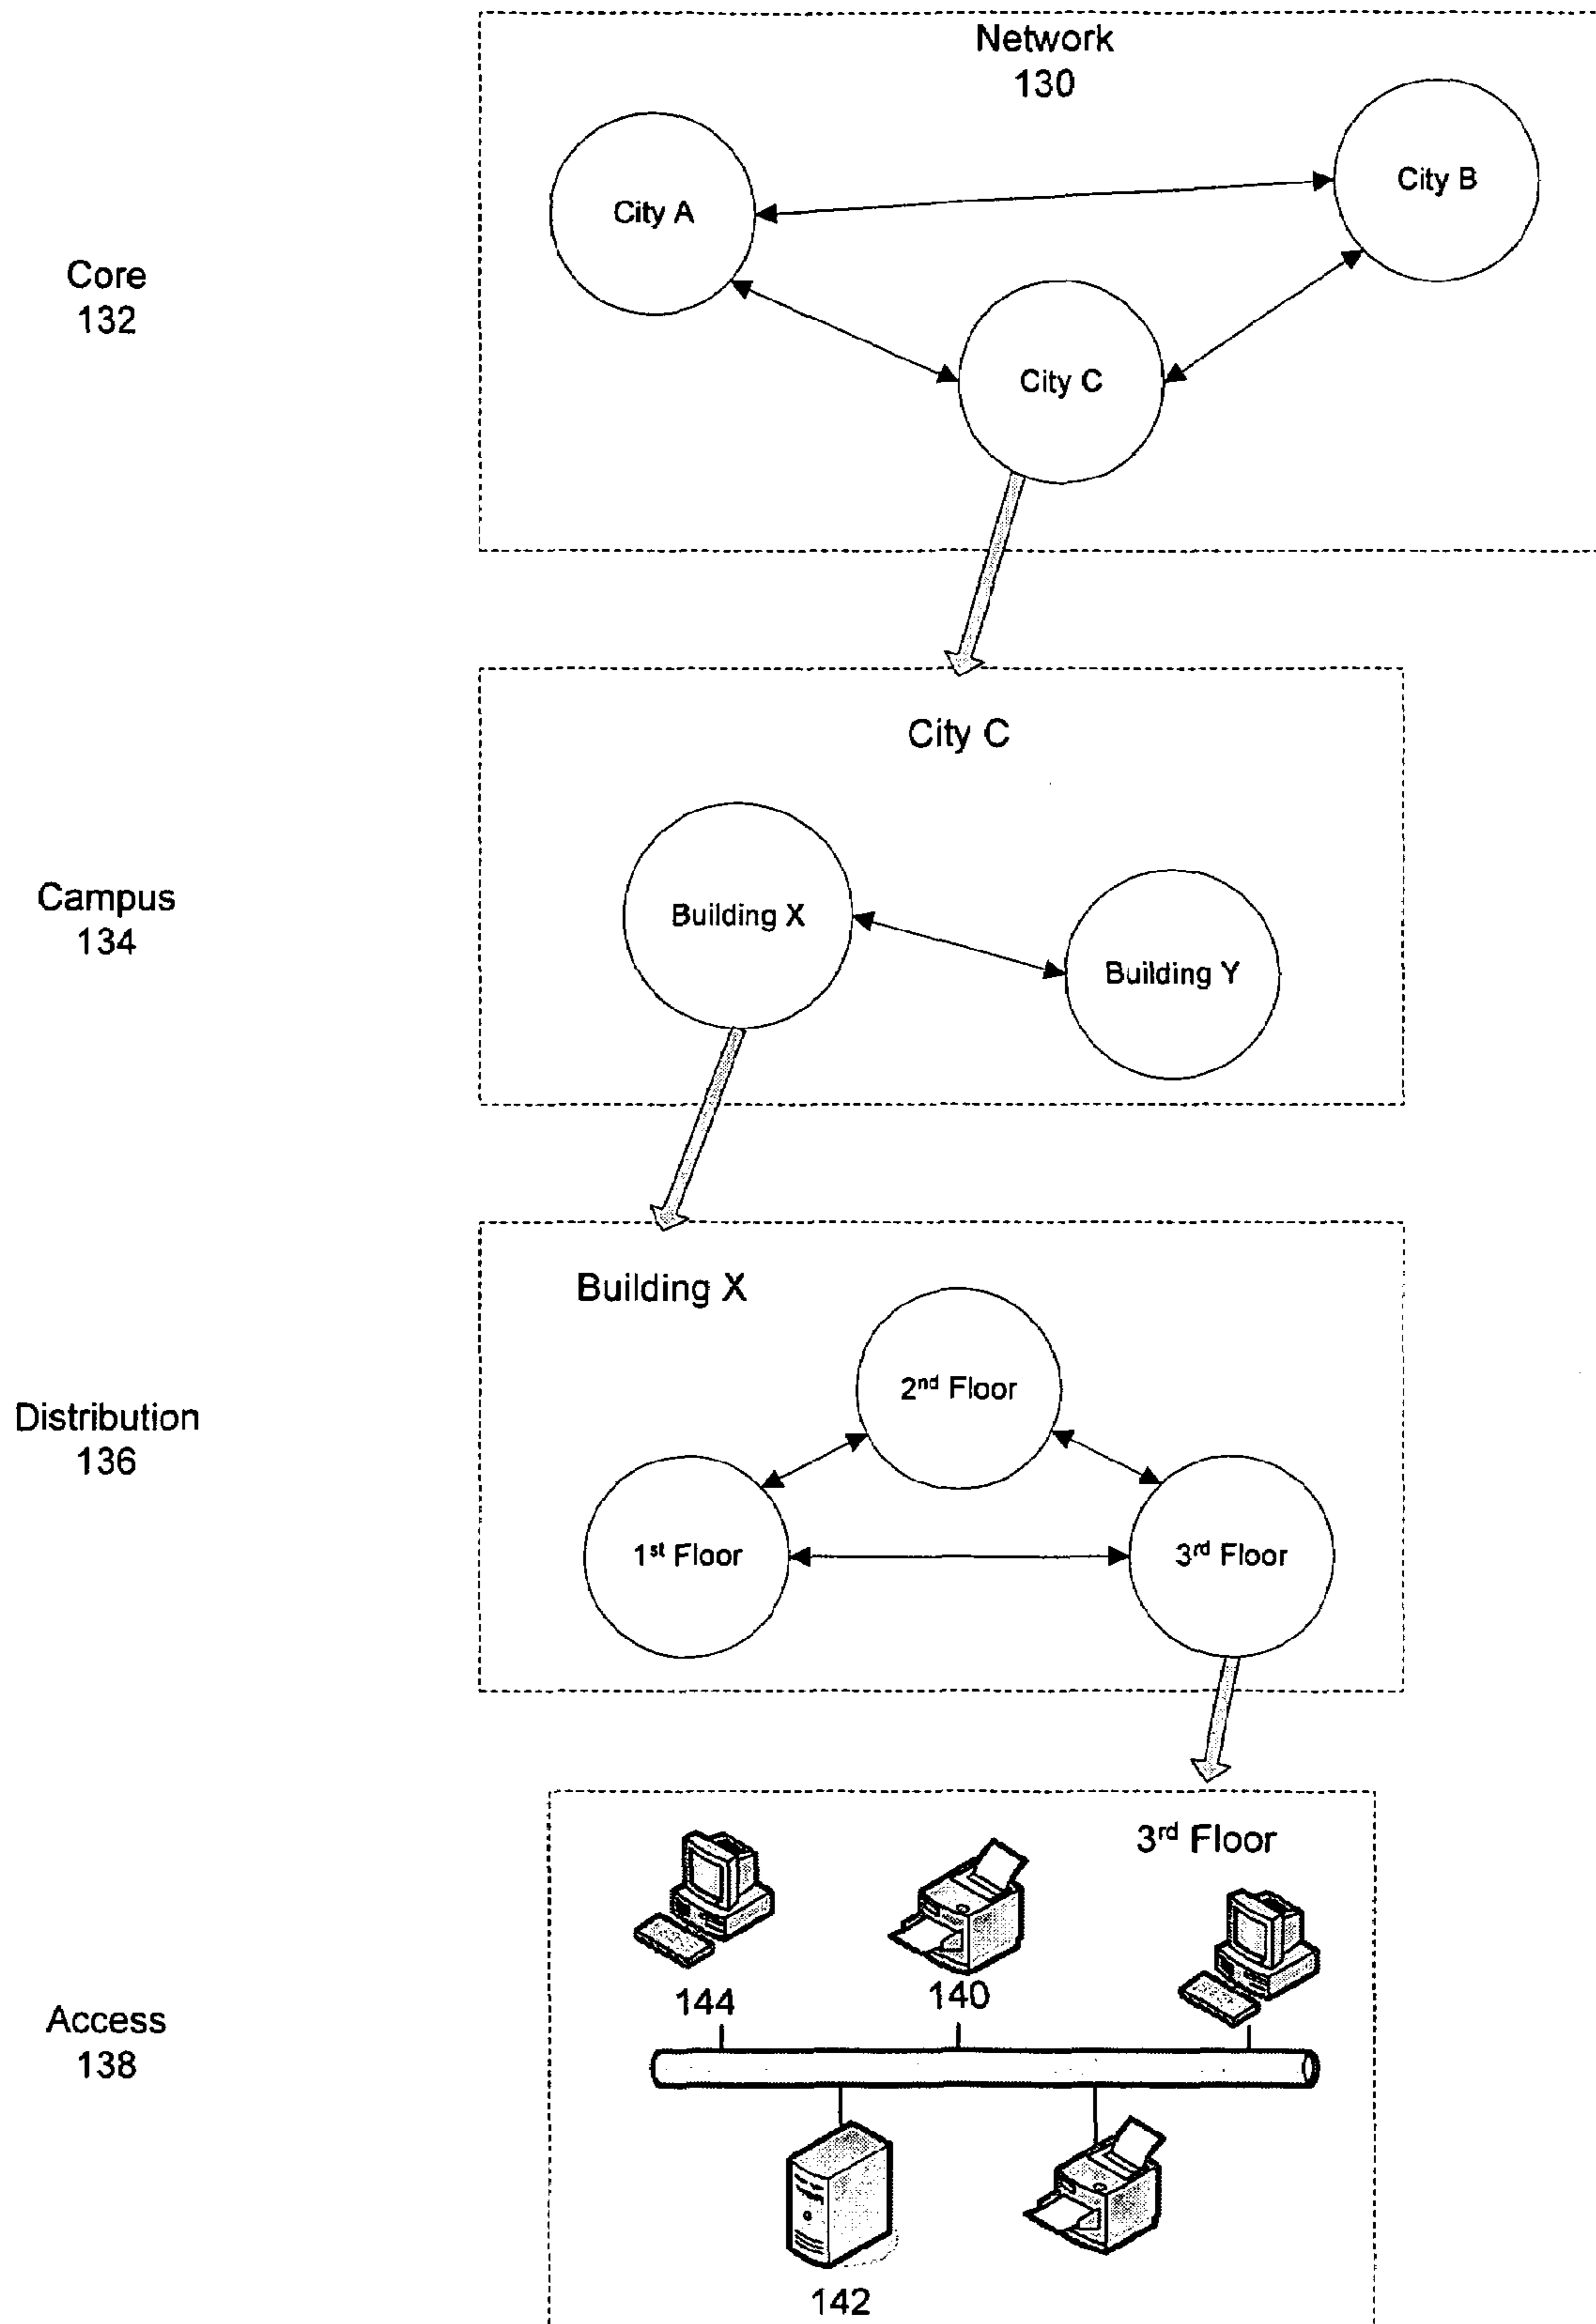 Network
130
City A
City B
City C
Core
132
City C
Building X
Building Y
Campus
134
Building X
2nd Floor
1st Floor
3rd Floor
Distribution
136
3rd Floor
144
140
Access
138
142